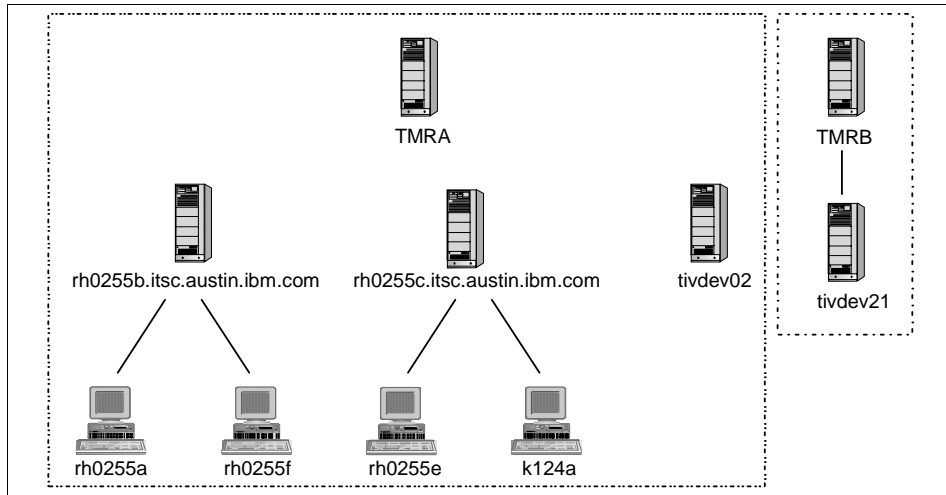 TMRA
TMRB
rh0255b.itsc.austin.ibm.com
rh0255c.itsc.austin.ibm.com
tivdev02
tivdev21
rh0255a
rh0255f
rh0255e
k124a